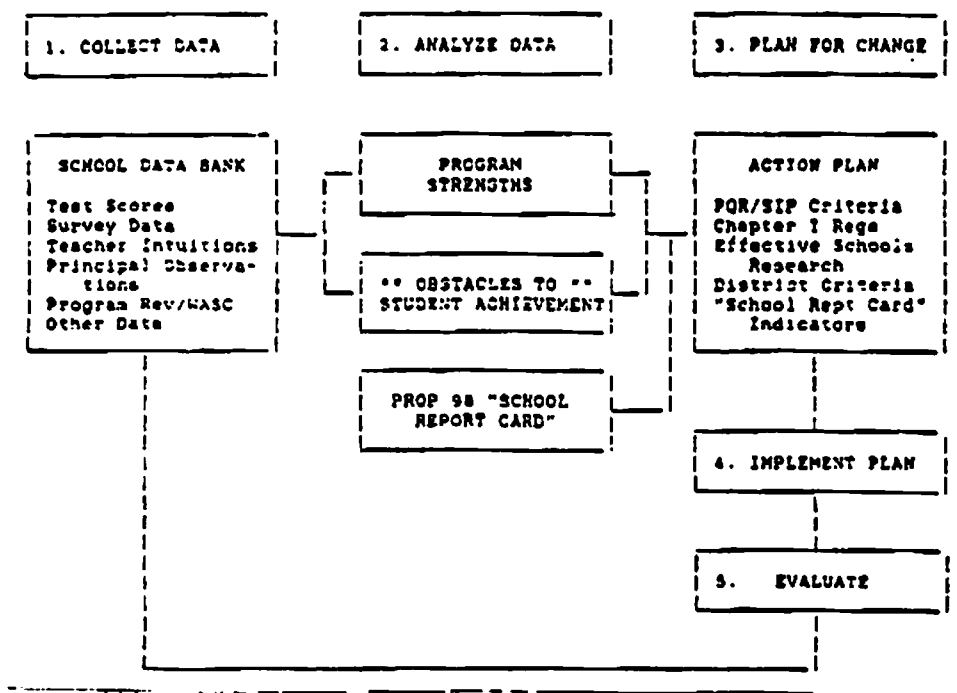 1. COLLECT DATA
2. ANALYZE DATA
3. PLAN FOR CHANGE
SCHOOL DATA BANK
Test Scores
Survey Data
Teacher Intuitions
Principal Observa-
tions
Program Rev/WASC
Other Data
PROGRAM
STRENGTHS
** OBSTACLES TO **
STUDENT ACHIEVEMENT
PROP 98 "SCHOOL
REPORT CARD"
ACTION PLAN
PQR/SIP Criteria
Chapter I Regs
Effective Schools
Research
District Criteria
"School Rept Card"
Indicators
4. IMPLEMENT PLAN
5. EVALUATE